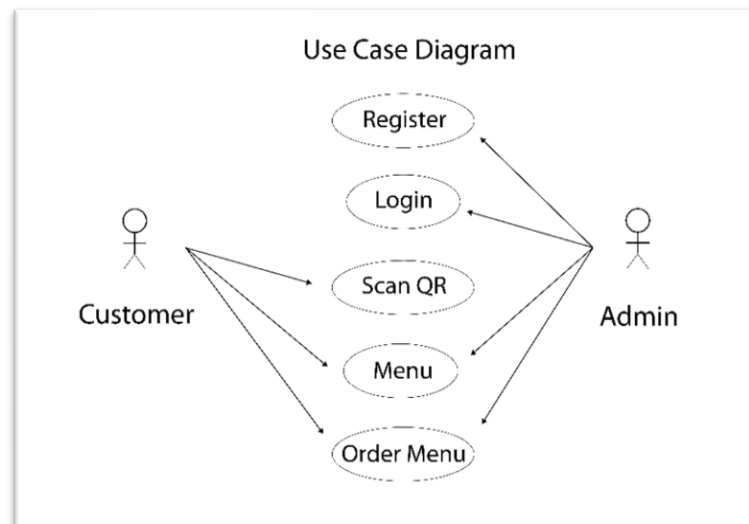 Use Case Diagram
Register
Login
Scan QR
Customer
Admin
Menu
Order Menu